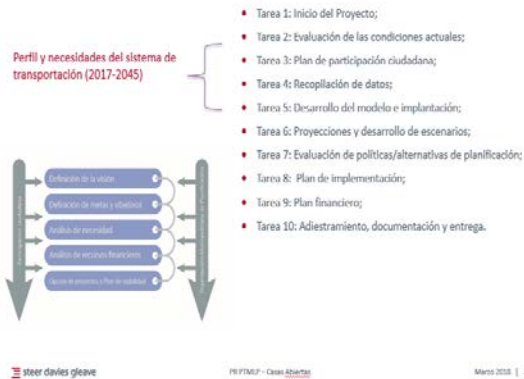 Perfil y necesidades del sistema de
transportación (2017-2045)
• Tarea 1: Inicio del Proyecto;
• Tarea 2: Evaluación de las condiciones actuales;
• Tarea 3: Plan de participación ciudadana;
• Tarea 4: Recopilación de datos;
• Tarea 5: Desarrollo del modelo e implantación;
• Tarea 6: Proyecciones y desarrollo de escenarios;
• Tarea 7: Evaluación de políticas/alternativas de planificación;
• Tarea 8: Plan de implementación;
• Tarea 9: Plan financiero;
• Tarea 10: Adiestramiento, documentación y entrega.
Definición de la visión
Definición de metas y objetivos
Análisis de necesidad
Análisis de recursos financieros
steer davies gleave
PR PTMLP – Casas Abiertas
Marzo 2018 |